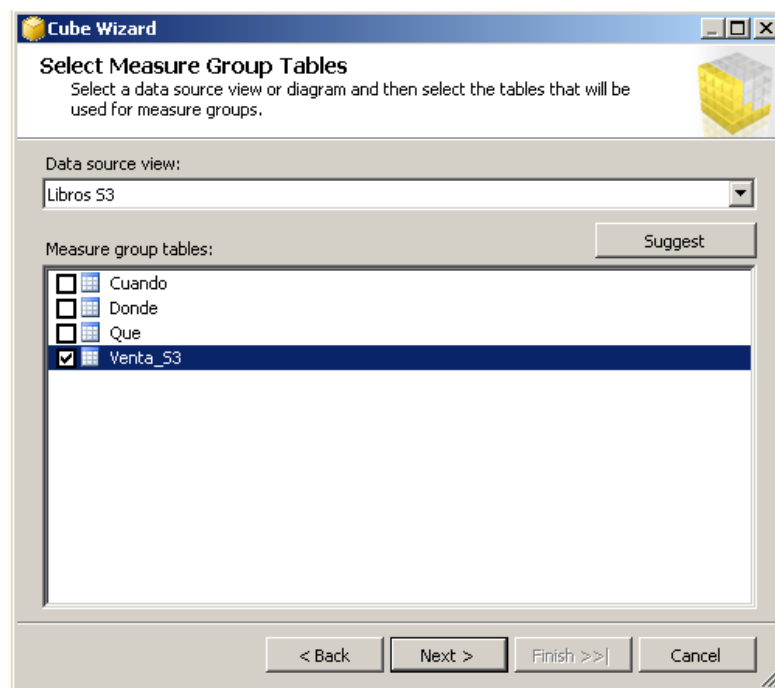 Cube Wizard
Select Measure Group Tables
Select a data source view or diagram and then select the tables that will be
used for measure groups.
Data source view:
Libros S3
Suggest
Measure group tables:
Cuando
Donde
Que
Venta_S3
< Back
Next >
Finish >>|
Cancel